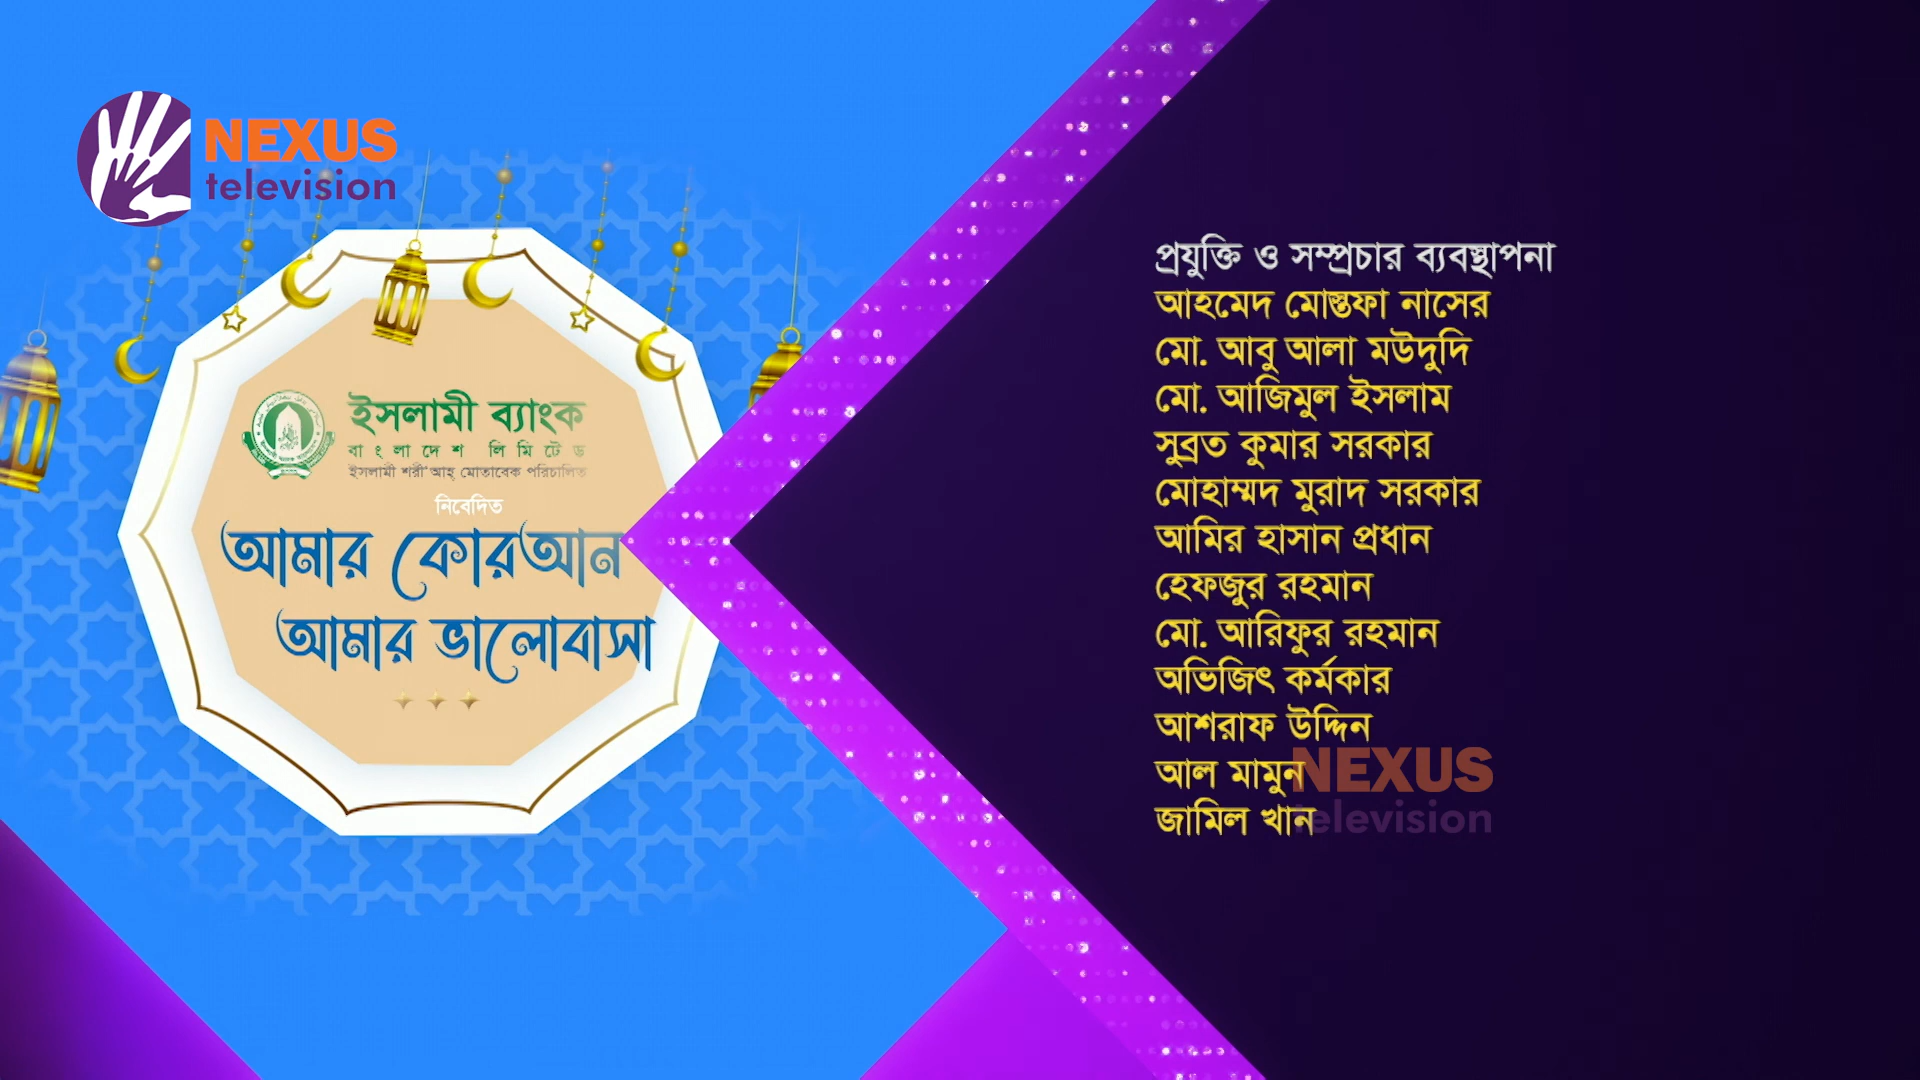 NEXUS
television
ইসলামী ব্যাংক
বাংলাদেশ লিমিটেড
ইসলামী শরী'আহ্ মোতাবেক পরিচালিত
নিবেদিত
আমার কোরআন
আমার ভালোবাসা
প্রযুক্তি ও সম্প্রচার ব্যবস্থাপনা
আহমেদ মোস্তফা নাসের
মো. আবু আলা মউদুদি
মো. আজিমুল ইসলাম
সুব্রত কুমার সরকার
মোহাম্মদ মুরাদ সরকার
আমির হাসান প্রধান
হেফজুর রহমান
মো. আরিফুর রহমান
অভিজিৎ কর্মকার
আশরাফ উদ্দিন
আল মামুন
জামিল খান
NEXUS
television